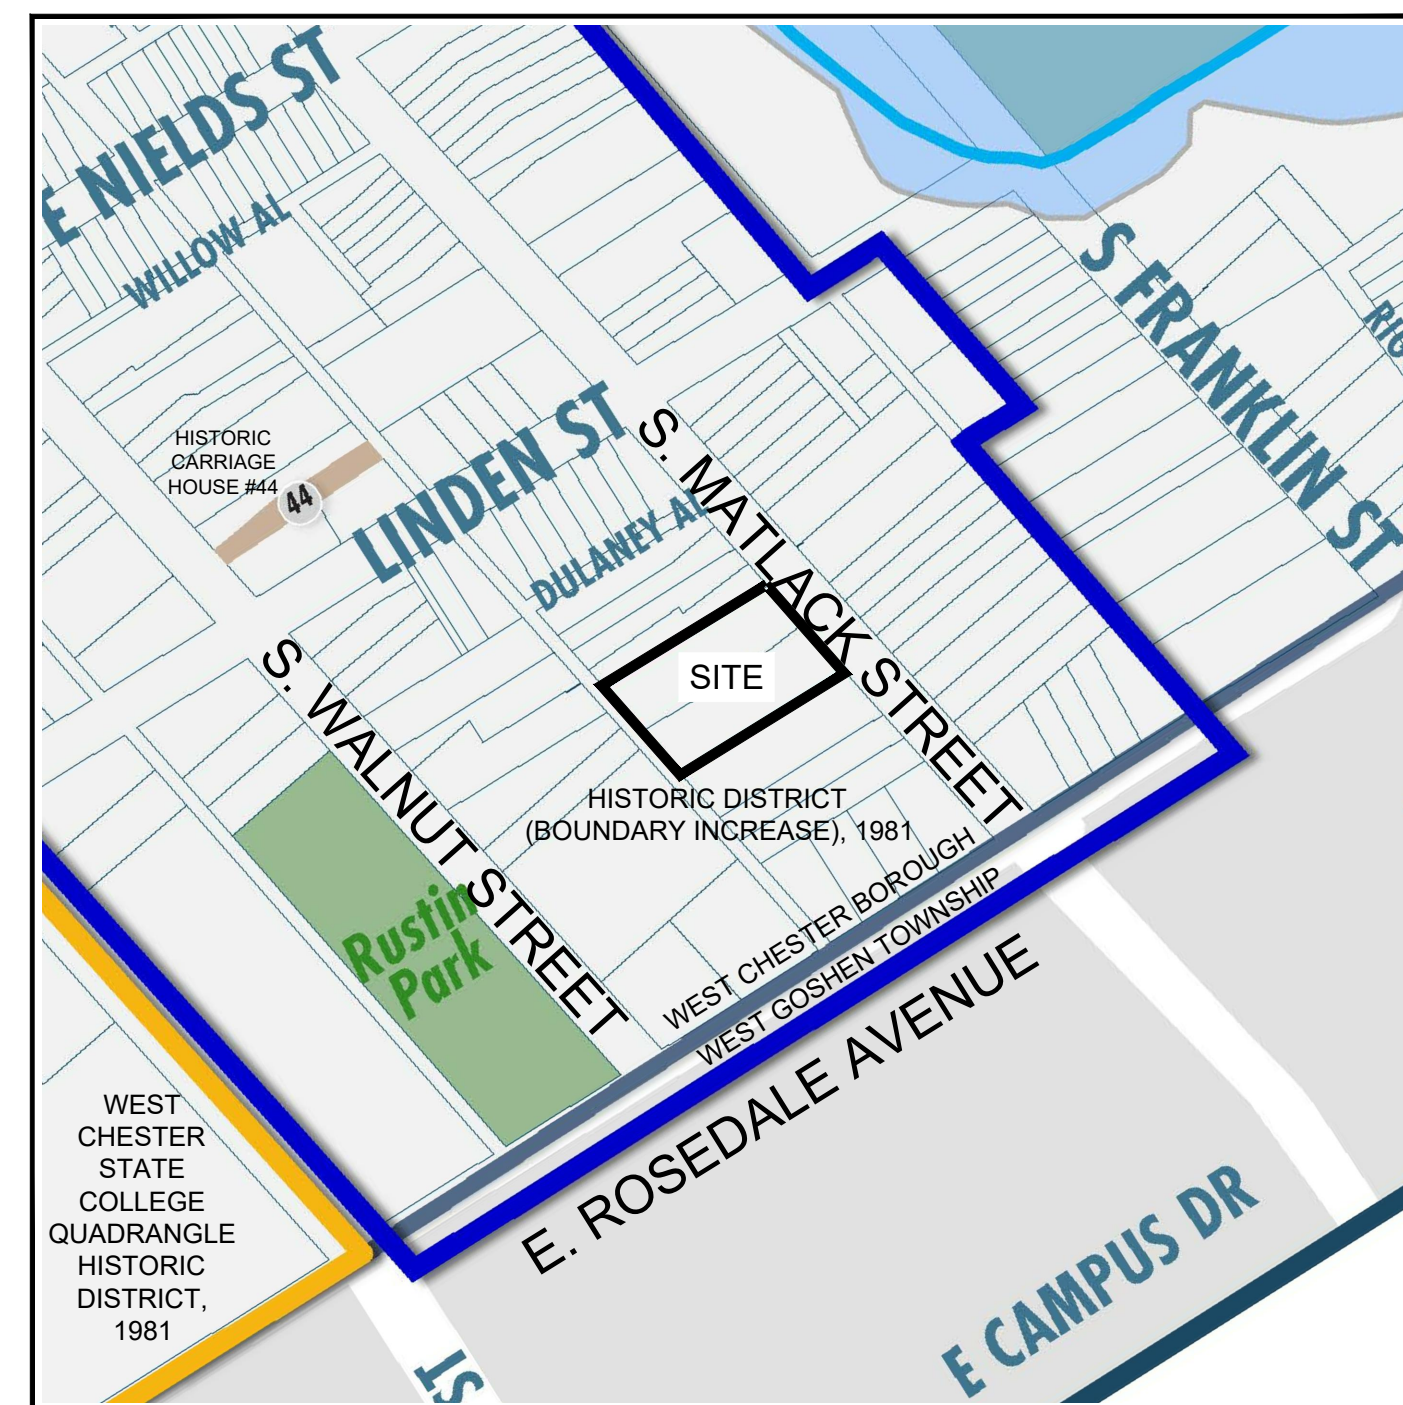 E NIELDS ST
WILLOW AL
S FRANKLIN ST
HISTORIC
CARRIAGE
HOUSE #44
44
LINDEN ST
DULANEY AL
S. MATLACK STREET
SITE
S. WALNUT STREET
HISTORIC DISTRICT
(BOUNDARY INCREASE), 1981
Rustin
Park
WEST CHESTER BOROUGH
WEST GOSHEN TOWNSHIP
E. ROSEDALE AVENUE
WEST
CHESTER
STATE
COLLEGE
QUADRANGLE
HISTORIC
DISTRICT,
1981
E CAMPUS DR
ST